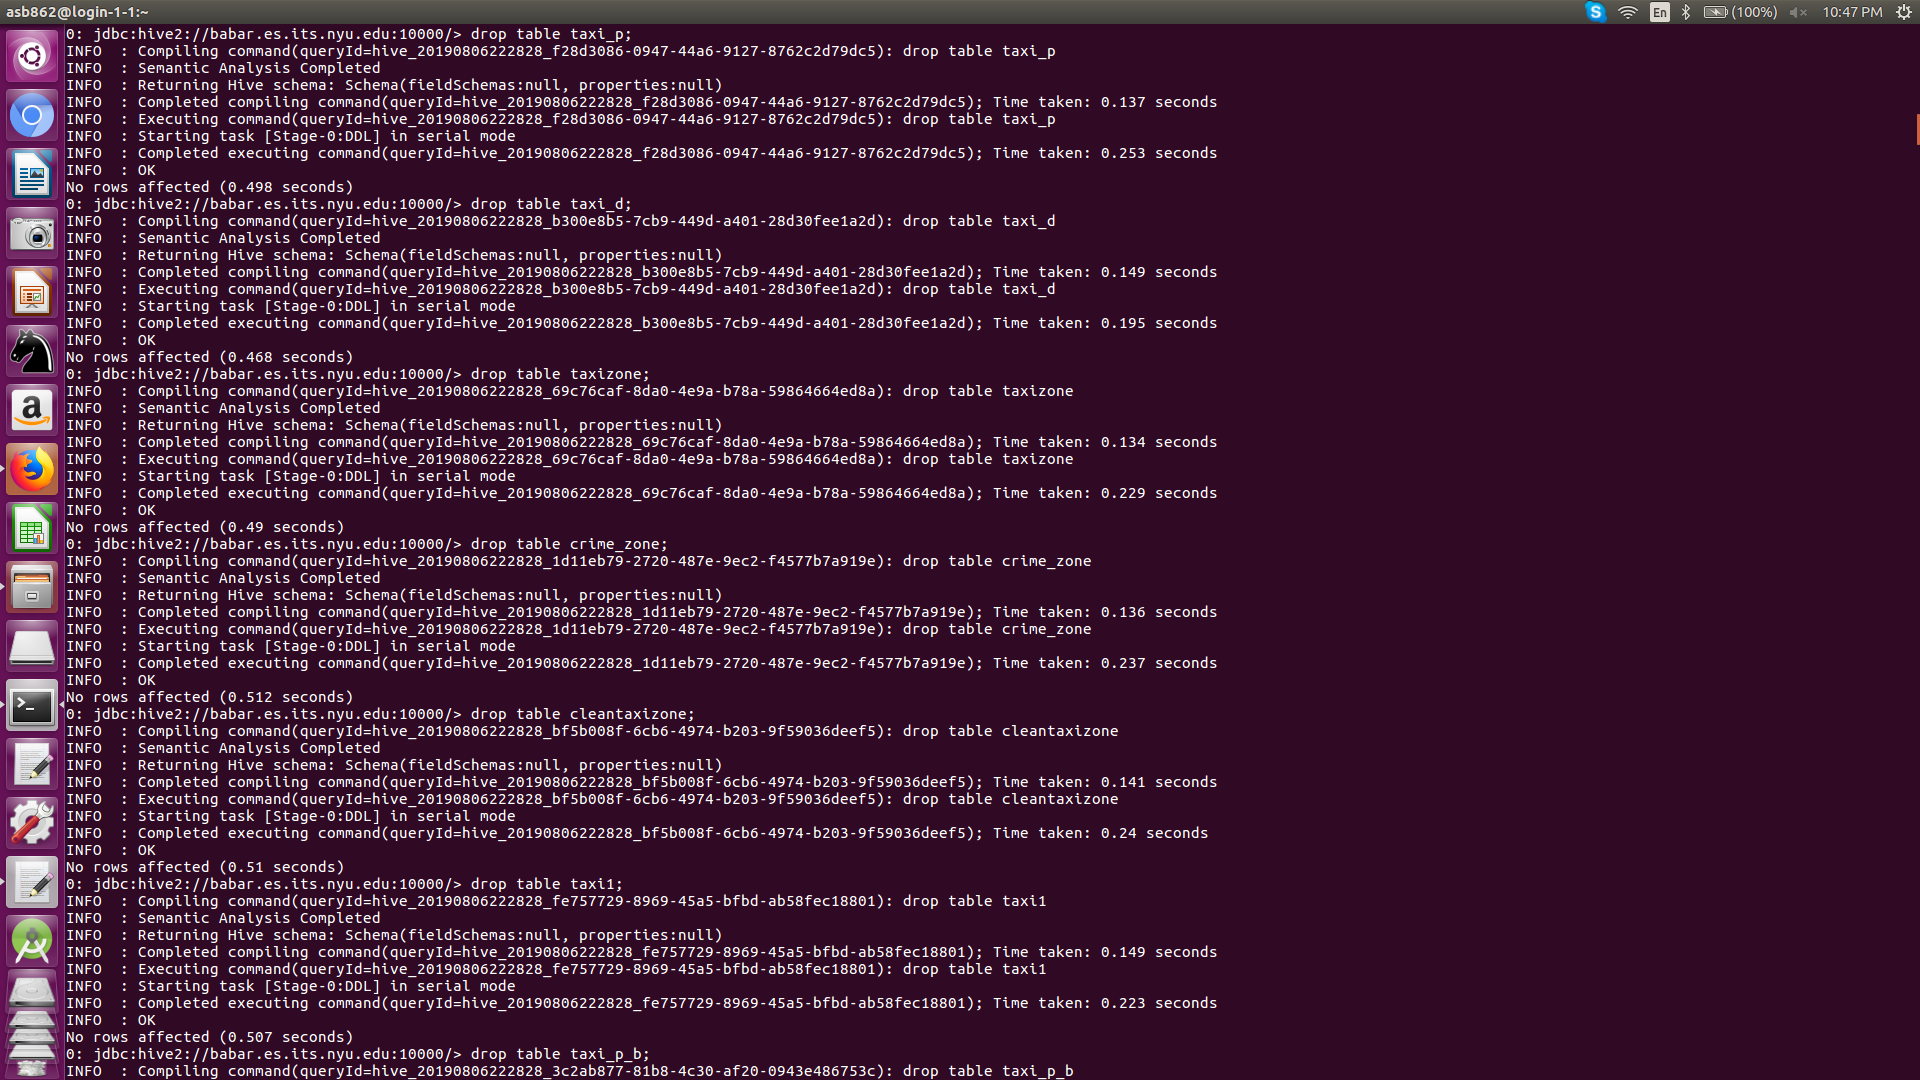 asb862@login-1-1:~
En
(100%)
10:47 PM
0: jdbc:hive2://babar.es.its.nyu.edu:10000/> drop table taxi_p;
INFO  : Compiling command(queryId=hive_20190806222828_f28d3086-0947-44a6-9127-8762c2d79dc5): drop table taxi_p
INFO  : Semantic Analysis Completed
INFO  : Returning Hive schema: Schema(fieldSchemas:null, properties:null)
INFO  : Completed compiling command(queryId=hive_20190806222828_f28d3086-0947-44a6-9127-8762c2d79dc5); Time taken: 0.137 seconds
INFO  : Executing command(queryId=hive_20190806222828_f28d3086-0947-44a6-9127-8762c2d79dc5): drop table taxi_p
INFO  : Starting task [Stage-0:DDL] in serial mode
INFO  : Completed executing command(queryId=hive_20190806222828_f28d3086-0947-44a6-9127-8762c2d79dc5); Time taken: 0.253 seconds
INFO  : OK
No rows affected (0.498 seconds)
0: jdbc:hive2://babar.es.its.nyu.edu:10000/> drop table taxi_d;
INFO  : Compiling command(queryId=hive_20190806222828_b300e8b5-7cb9-449d-a401-28d30fee1a2d): drop table taxi_d
INFO  : Semantic Analysis Completed
INFO  : Returning Hive schema: Schema(fieldSchemas:null, properties:null)
INFO  : Completed compiling command(queryId=hive_20190806222828_b300e8b5-7cb9-449d-a401-28d30fee1a2d); Time taken: 0.149 seconds
INFO  : Executing command(queryId=hive_20190806222828_b300e8b5-7cb9-449d-a401-28d30fee1a2d): drop table taxi_d
INFO  : Starting task [Stage-0:DDL] in serial mode
INFO  : Completed executing command(queryId=hive_20190806222828_b300e8b5-7cb9-449d-a401-28d30fee1a2d); Time taken: 0.195 seconds
INFO  : OK
No rows affected (0.468 seconds)
0: jdbc:hive2://babar.es.its.nyu.edu:10000/> drop table taxizone;
INFO  : Compiling command(queryId=hive_20190806222828_69c76caf-8da0-4e9a-b78a-59864664ed8a): drop table taxizone
INFO  : Semantic Analysis Completed
INFO  : Returning Hive schema: Schema(fieldSchemas:null, properties:null)
INFO  : Completed compiling command(queryId=hive_20190806222828_69c76caf-8da0-4e9a-b78a-59864664ed8a); Time taken: 0.134 seconds
INFO  : Executing command(queryId=hive_20190806222828_69c76caf-8da0-4e9a-b78a-59864664ed8a): drop table taxizone
INFO  : Starting task [Stage-0:DDL] in serial mode
INFO  : Completed executing command(queryId=hive_20190806222828_69c76caf-8da0-4e9a-b78a-59864664ed8a); Time taken: 0.229 seconds
INFO  : OK
No rows affected (0.49 seconds)
0: jdbc:hive2://babar.es.its.nyu.edu:10000/> drop table crime_zone;
INFO  : Compiling command(queryId=hive_20190806222828_1d11eb79-2720-487e-9ec2-f4577b7a919e): drop table crime_zone
INFO  : Semantic Analysis Completed
INFO  : Returning Hive schema: Schema(fieldSchemas:null, properties:null)
INFO  : Completed compiling command(queryId=hive_20190806222828_1d11eb79-2720-487e-9ec2-f4577b7a919e); Time taken: 0.136 seconds
INFO  : Executing command(queryId=hive_20190806222828_1d11eb79-2720-487e-9ec2-f4577b7a919e): drop table crime_zone
INFO  : Starting task [Stage-0:DDL] in serial mode
INFO  : Completed executing command(queryId=hive_20190806222828_1d11eb79-2720-487e-9ec2-f4577b7a919e); Time taken: 0.237 seconds
INFO  : OK
No rows affected (0.512 seconds)
0: jdbc:hive2://babar.es.its.nyu.edu:10000/> drop table cleantaxizone;
INFO  : Compiling command(queryId=hive_20190806222828_bf5b008f-6cb6-4974-b203-9f59036deef5): drop table cleantaxizone
INFO  : Semantic Analysis Completed
INFO  : Returning Hive schema: Schema(fieldSchemas:null, properties:null)
INFO  : Completed compiling command(queryId=hive_20190806222828_bf5b008f-6cb6-4974-b203-9f59036deef5); Time taken: 0.141 seconds
INFO  : Executing command(queryId=hive_20190806222828_bf5b008f-6cb6-4974-b203-9f59036deef5): drop table cleantaxizone
INFO  : Starting task [Stage-0:DDL] in serial mode
INFO  : Completed executing command(queryId=hive_20190806222828_bf5b008f-6cb6-4974-b203-9f59036deef5); Time taken: 0.24 seconds
INFO  : OK
No rows affected (0.51 seconds)
0: jdbc:hive2://babar.es.its.nyu.edu:10000/> drop table taxi1;
INFO  : Compiling command(queryId=hive_20190806222828_fe757729-8969-45a5-bfbd-ab58fec18801): drop table taxi1
INFO  : Semantic Analysis Completed
INFO  : Returning Hive schema: Schema(fieldSchemas:null, properties:null)
INFO  : Completed compiling command(queryId=hive_20190806222828_fe757729-8969-45a5-bfbd-ab58fec18801); Time taken: 0.149 seconds
INFO  : Executing command(queryId=hive_20190806222828_fe757729-8969-45a5-bfbd-ab58fec18801): drop table taxi1
INFO  : Starting task [Stage-0:DDL] in serial mode
INFO  : Completed executing command(queryId=hive_20190806222828_fe757729-8969-45a5-bfbd-ab58fec18801); Time taken: 0.223 seconds
INFO  : OK
No rows affected (0.507 seconds)
0: jdbc:hive2://babar.es.its.nyu.edu:10000/> drop table taxi_p_b;
INFO  : Compiling command(queryId=hive_20190806222828_3c2ab877-81b8-4c30-af20-0943e486753c): drop table taxi_p_b